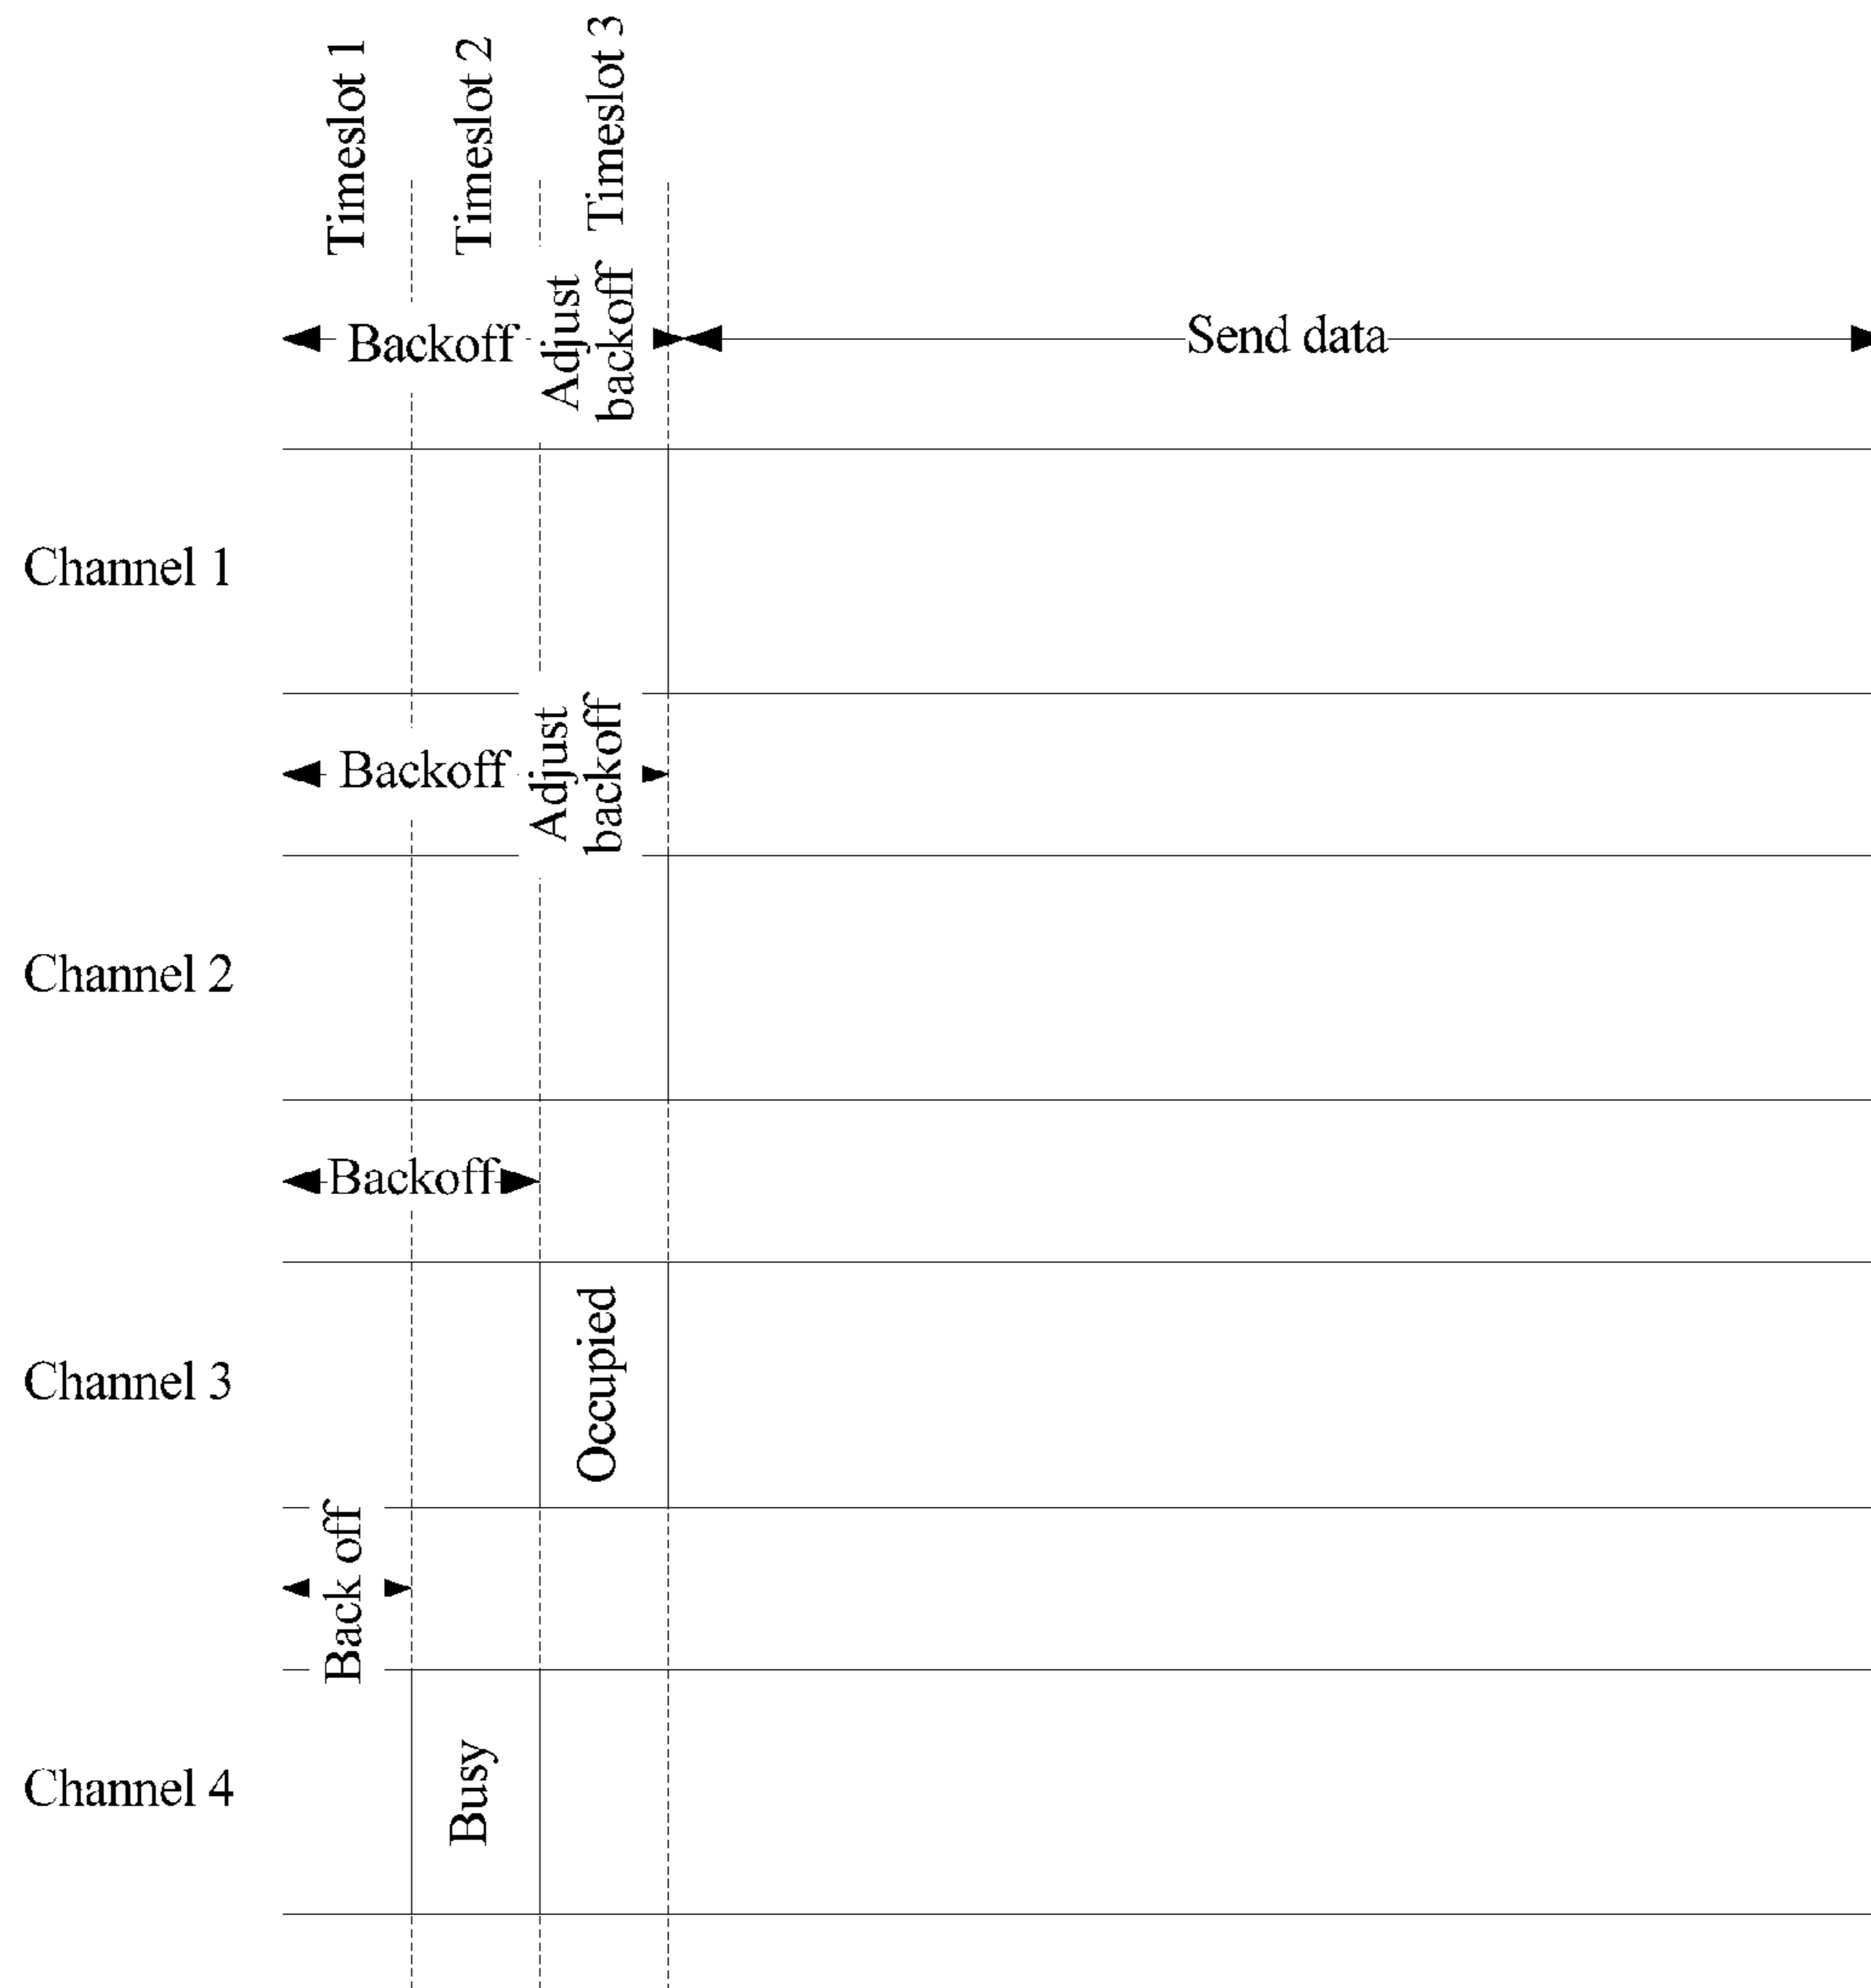 Timeslot 1
Timeslot 2
Timeslot 3
Backoff
Adjust
backoff
Send data
Channel 1
Backoff
Adjust
backoff
Channel 2
Backoff
Channel 3
Occupied
Back off
Channel 4
Busy